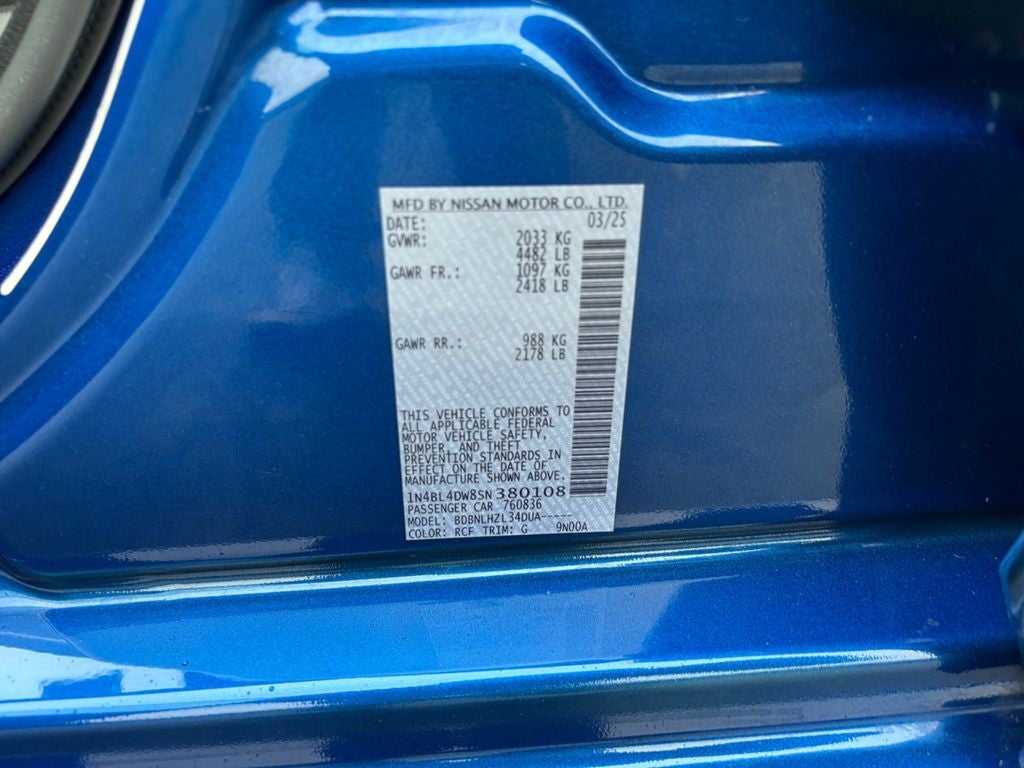 MFD BY NISSAN MOTOR CO., LTD.
DATE: 03/25
GVWR: 2033 KG
4482 LB
GAWR FR.: 1097 KG
2418 LB
GAWR RR.: 988 KG
2178 LB
THIS VEHICLE CONFORMS TO
ALL APPLICABLE FEDERAL
MOTOR VEHICLE SAFETY,
BUMPER, AND THEFT
PREVENTION STANDARDS IN
EFFECT ON THE DATE OF
MANUFACTURE SHOWN ABOVE.
1N4BL4DW8SN380108
PASSENGER CAR 760836
MODEL: BDBNLHZL34DUA-----
COLOR: RCF TRIM: G 9N00A